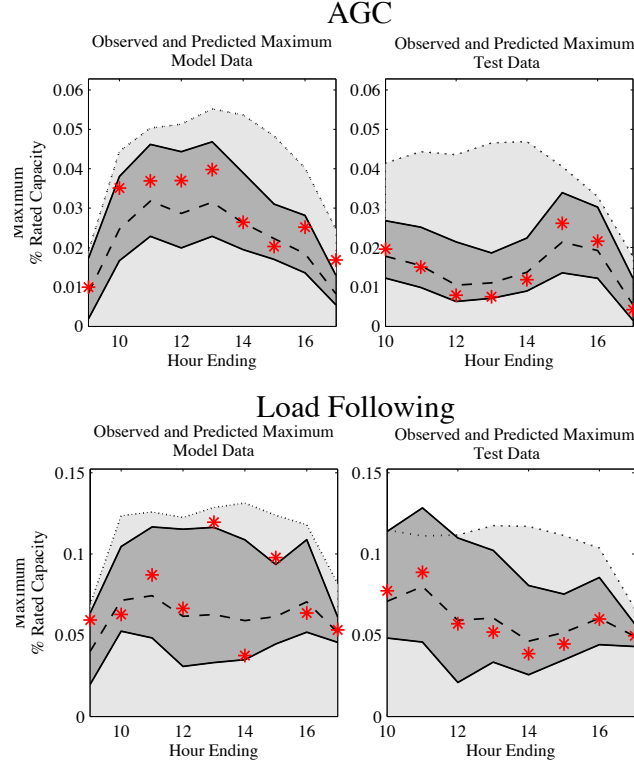 AGC
Observed and Predicted Maximum
Model Data
Observed and Predicted Maximum
Test Data
Maximum
% Rated Capacity
0.06
0.05
0.04
0.03
0.02
0.01
0
10 12 14 16
Hour Ending
0.06
0.05
0.04
0.03
0.02
0.01
0
10 12 14 16
Hour Ending
Load Following
Observed and Predicted Maximum
Model Data
Observed and Predicted Maximum
Test Data
Maximum
% Rated Capacity
0.15
0.1
0.05
0
10 12 14 16
Hour Ending
0.15
0.1
0.05
0
10 12 14 16
Hour Ending